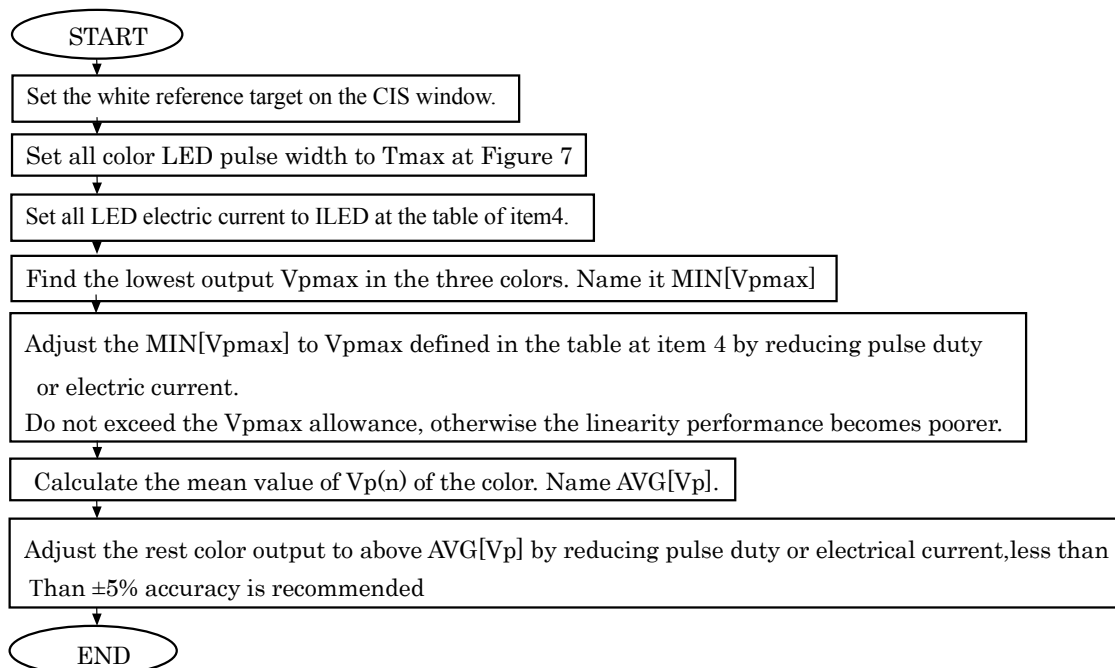 START
Set the white reference target on the CIS window.
Set all color LED pulse width to Tmax at Figure 7
Set all LED electric current to ILED at the table of item4.
Find the lowest output Vpmax in the three colors. Name it MIN[Vpmax]
Adjust the MIN[Vpmax] to Vpmax defined in the table at item 4 by reducing pulse duty
or electric current.
Do not exceed the Vpmax allowance, otherwise the linearity performance becomes poorer.
Calculate the mean value of Vp(n) of the color. Name AVG[Vp].
Adjust the rest color output to above AVG[Vp] by reducing pulse duty or electrical current,less than
Than ±5% accuracy is recommended
END